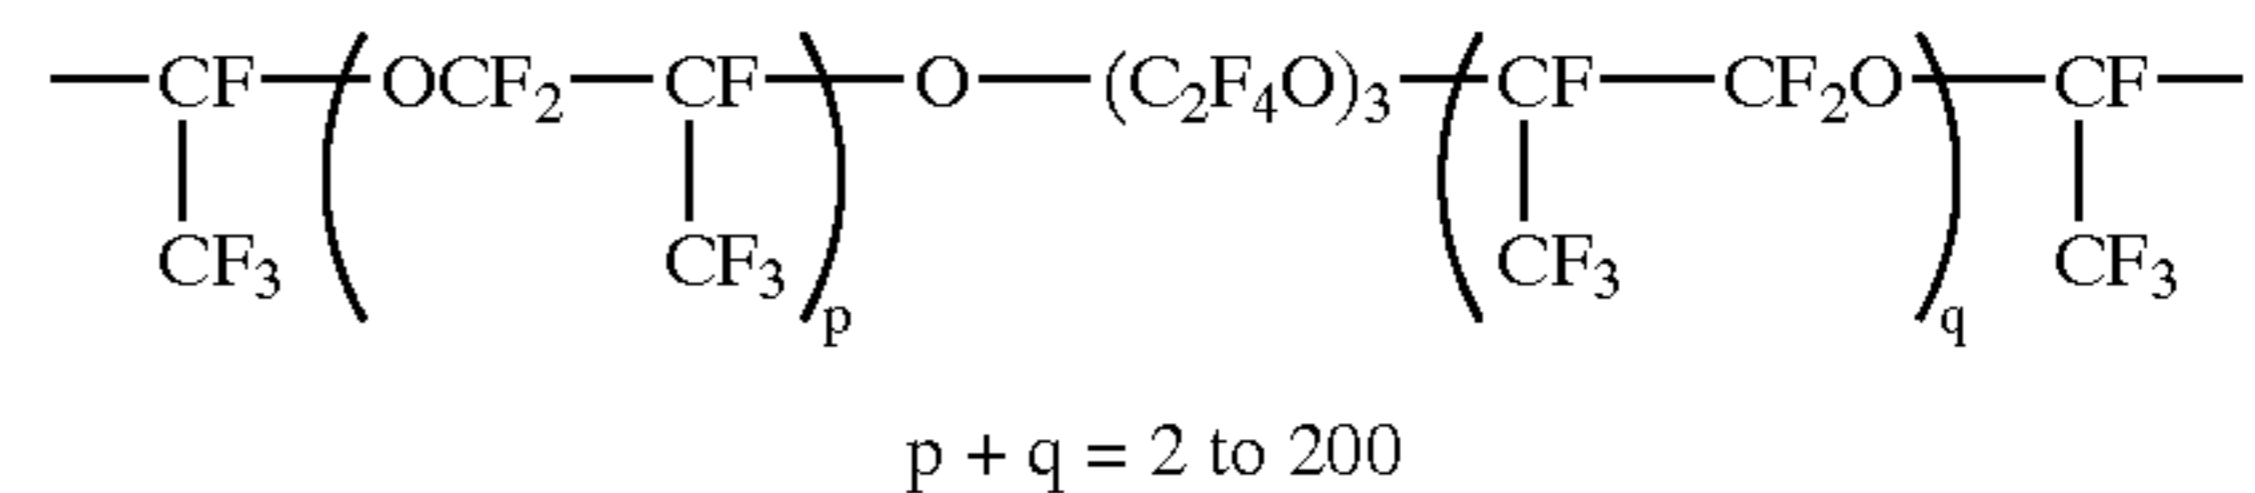 —CF—(OCF₂—CF)—O—(C₂F₄O)₃—(CF—CF₂O)—CF—
CF₃ CF₃ CF₃ CF₃
p q
p + q = 2 to 200